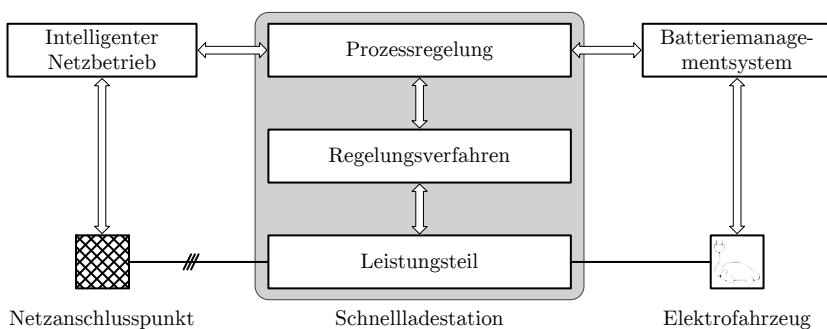 Intelligenter
Netzbetrieb
Prozessregelung
Batteriemanage-
mentsystem
Regelungsverfahren
Leistungsteil
Netzanschlusspunkt
Schnellladestation
Elektrofahrzeug